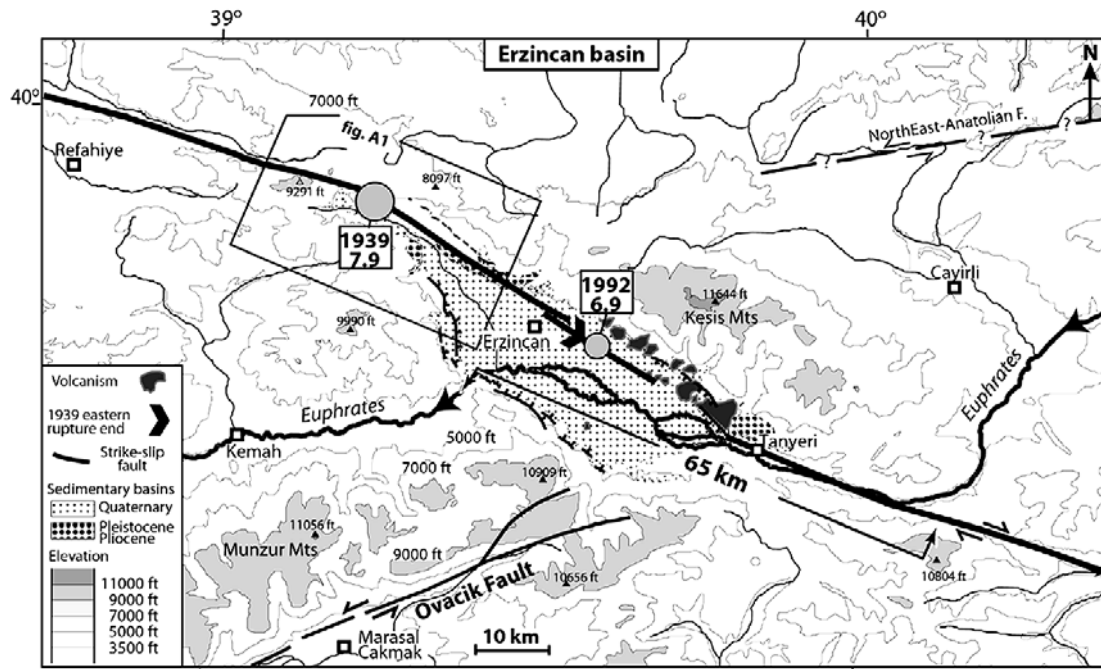 39º
40º
Erzincan basin
N
40º
7000 ft
fig. A1
NorthEast-Anatolian F.
?
?
?
Refahiye
9291 ft
8097 ft
1939
7.9
1992
6.9
11644 ft
Kesis Mts
Cayirli
9990 ft
Erzincan
Euphrates
Euphrates
Kemah
5000 ft
Tanyeri
65 km
7000 ft
10909 ft
11056 ft
Munzur Mts
9000 ft
10656 ft
10804 ft
Ovacik Fault
Marasal
Cakmak
10 km
Volcanism
1939 eastern
rupture end
Strike-slip
fault
Sedimentary basins
Quaternary
Pleistocene
Pliocene
Elevation
11000 ft
9000 ft
7000 ft
5000 ft
3500 ft